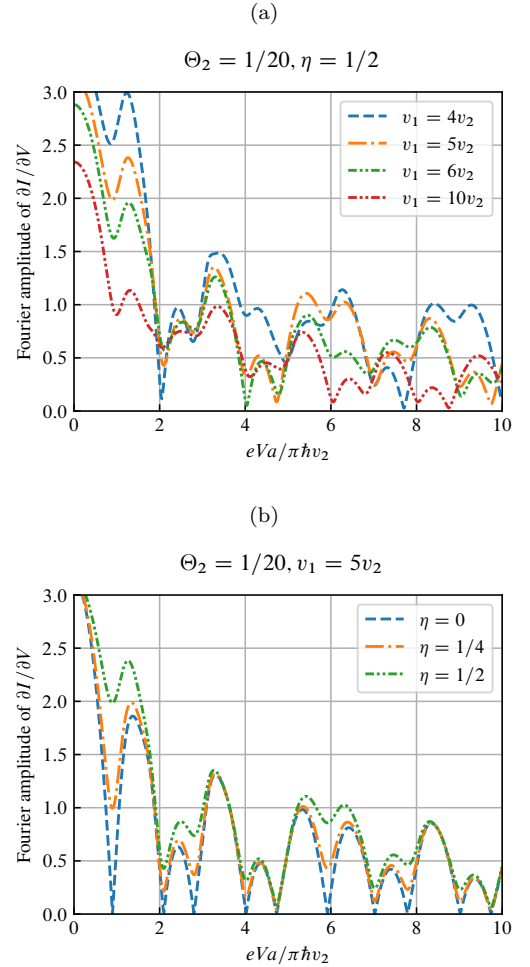 (a)
Θ₂ = 1/20, η = 1/2
Fourier amplitude of ∂I/∂V
3.0
2.5
2.0
1.5
1.0
0.5
0.0
v₁ = 4v₂
v₁ = 5v₂
v₁ = 6v₂
v₁ = 10v₂
0 2 4 6 8 10
eVa/πħv₂
(b)
Θ₂ = 1/20, v₁ = 5v₂
Fourier amplitude of ∂I/∂V
3.0
2.5
2.0
1.5
1.0
0.5
0.0
η = 0
η = 1/4
η = 1/2
0 2 4 6 8 10
eVa/πħv₂